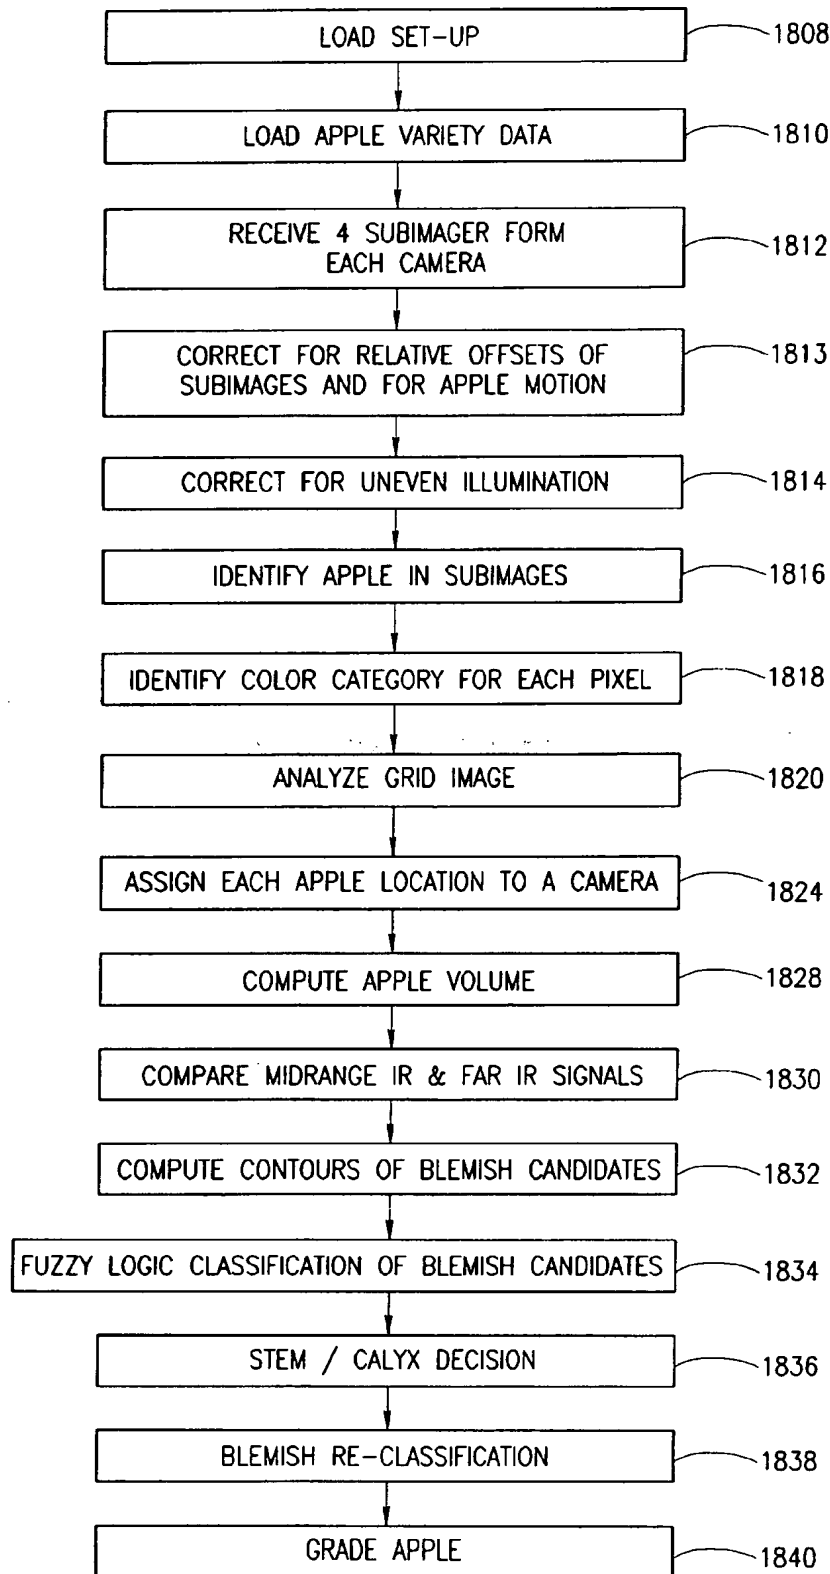 LOAD SET-UP
1808
LOAD APPLE VARIETY DATA
1810
RECEIVE 4 SUBIMAGER FORM
EACH CAMERA
1812
CORRECT FOR RELATIVE OFFSETS OF
SUBIMAGES AND FOR APPLE MOTION
1813
CORRECT FOR UNEVEN ILLUMINATION
1814
IDENTIFY APPLE IN SUBIMAGES
1816
IDENTIFY COLOR CATEGORY FOR EACH PIXEL
1818
ANALYZE GRID IMAGE
1820
ASSIGN EACH APPLE LOCATION TO A CAMERA
1824
COMPUTE APPLE VOLUME
1828
COMPARE MIDRANGE IR & FAR IR SIGNALS
1830
COMPUTE CONTOURS OF BLEMISH CANDIDATES
1832
FUZZY LOGIC CLASSIFICATION OF BLEMISH CANDIDATES
1834
STEM / CALYX DECISION
1836
BLEMISH RE-CLASSIFICATION
1838
GRADE APPLE
1840